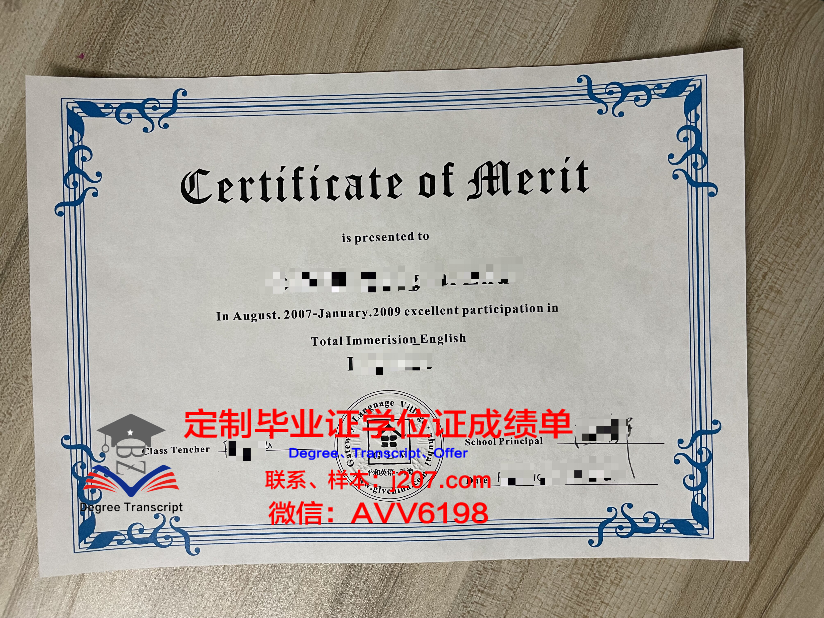 Certificate of Merit
is presented to
In August. 2007-January.2009 excellent participation in
Total Immerision English
定制毕业证学位证成绩单
Class Tencher
School Principal
Degree、Transcript、Offer
联系、样本：j207.com
Degree Transcript
微信：AVV6198